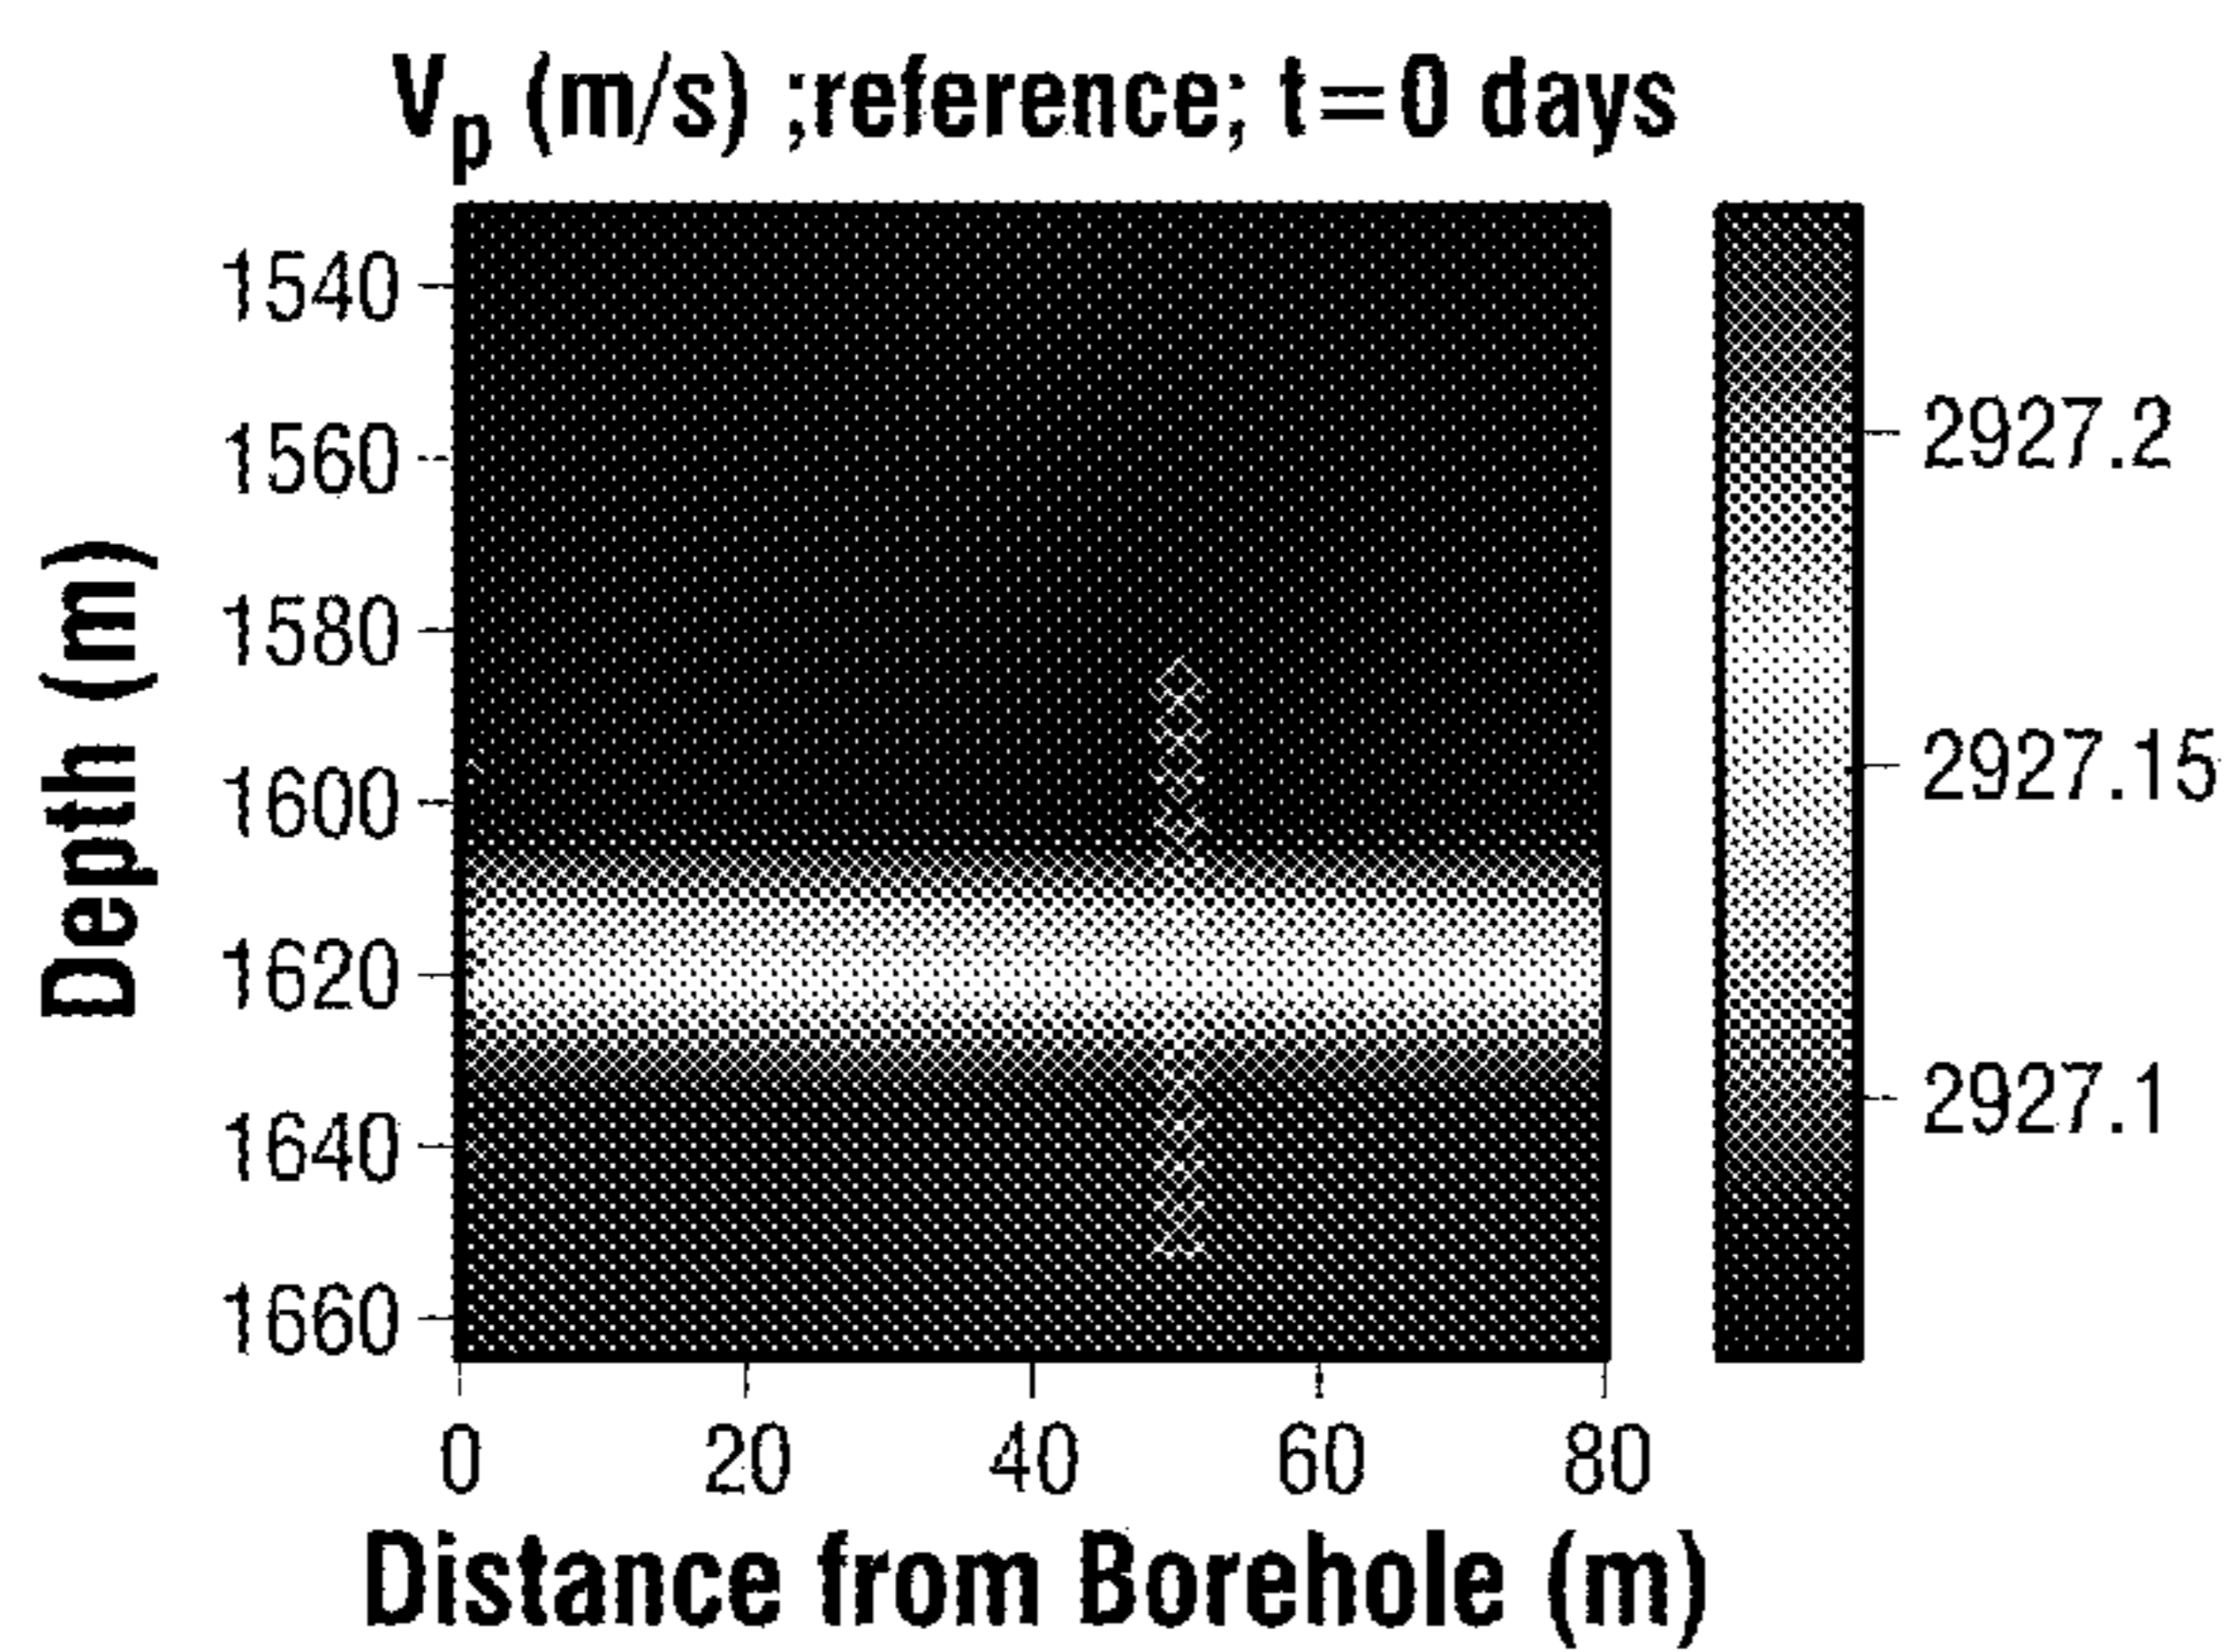 Vp (m/s) ;reference; t=0 days
1540
1560
1580
1600
1620
1640
1660
Depth (m)
0 20 40 60 80
Distance from Borehole (m)
2927.2
2927.15
2927.1